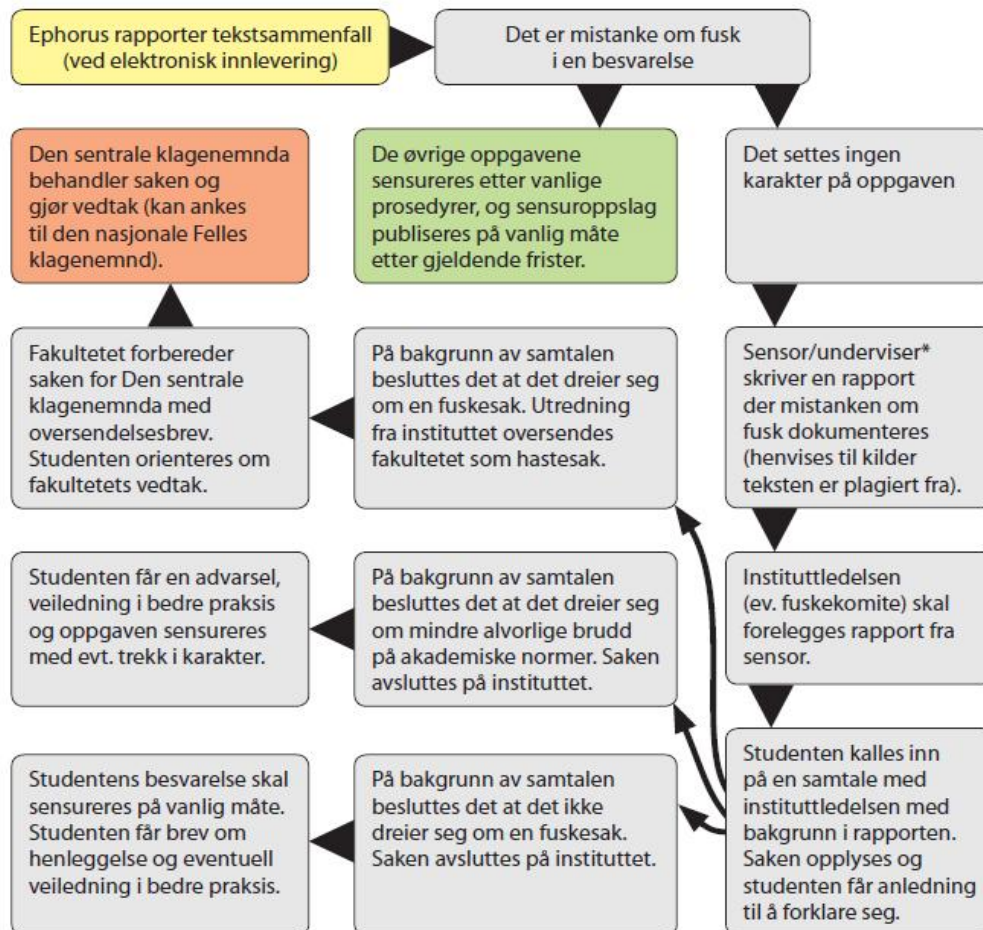 Ephorus rapporter tekstsammenfall
(ved elektronisk innlevering)
Det er mistanke om fusk
i en besvarelse
Den sentrale klagenemnda
behandler saken og
gjør vedtak (kan ankes
til den nasjonale Felles
klagenemnd).
De øvrige oppgavene
sensureres etter vanlige
prosedyrer, og sensuroppslag
publiseres på vanlig måte
etter gjeldende frister.
Det settes ingen
karakter på oppgaven
Fakultetet forbereder
saken for Den sentrale
klagenemnda med
oversendelsesbrev.
Studenten orienteres om
fakultetets vedtak.
På bakgrunn av samtalen
besluttes det at det dreier seg
om en fuskesak. Utredning
fra instituttet oversendes
fakultetet som hastesak.
Sensor/underviser*
skriver en rapport
der mistanken om
fusk dokumenteres
(henvises til kilder
teksten er plagiert fra).
Studenten får en advarsel,
veiledning i bedre praksis
og oppgaven sensureres
med evt. trekk i karakter.
På bakgrunn av samtalen
besluttes det at det dreier seg
om mindre alvorlige brudd
på akademiske normer. Saken
avsluttes på instituttet.
Instituttledelsen
(ev. fuskekomite) skal
forelegges rapport fra
sensor.
Studentens besvarelse skal
sensureres på vanlig måte.
Studenten får brev om
henleggelse og eventuell
veiledning i bedre praksis.
På bakgrunn av samtalen
besluttes det at det ikke
dreier seg om en fuskesak.
Saken avsluttes på instituttet.
Studenten kalles inn
på en samtale med
instituttledelsen med
bakgrunn i rapporten.
Saken opplyses og
studenten får anledning
til å forklare seg.